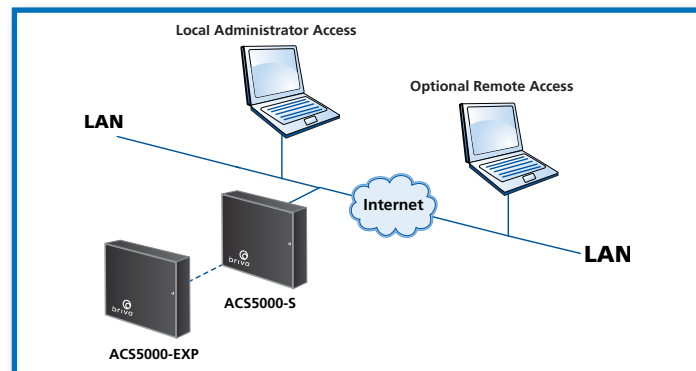 Local Administrator Access
Optional Remote Access
LAN
Internet
LAN
brivo
ACS5000-S
brivo
ACS5000-EXP